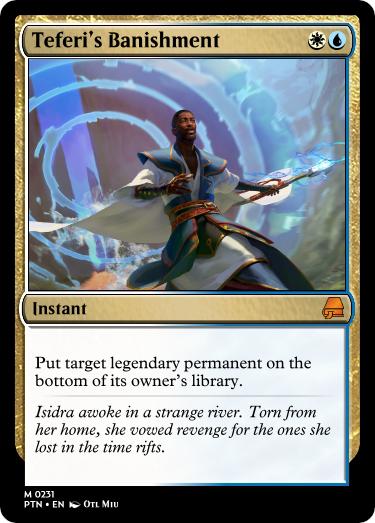 Teferi's Banishment
Instant
Put target legendary permanent on the
bottom of its owner's library.
Isidra awoke in a strange river. Torn from
her home, she vowed revenge for the ones she
lost in the time rifts.
M 0231
PTN • EN Otl Miu